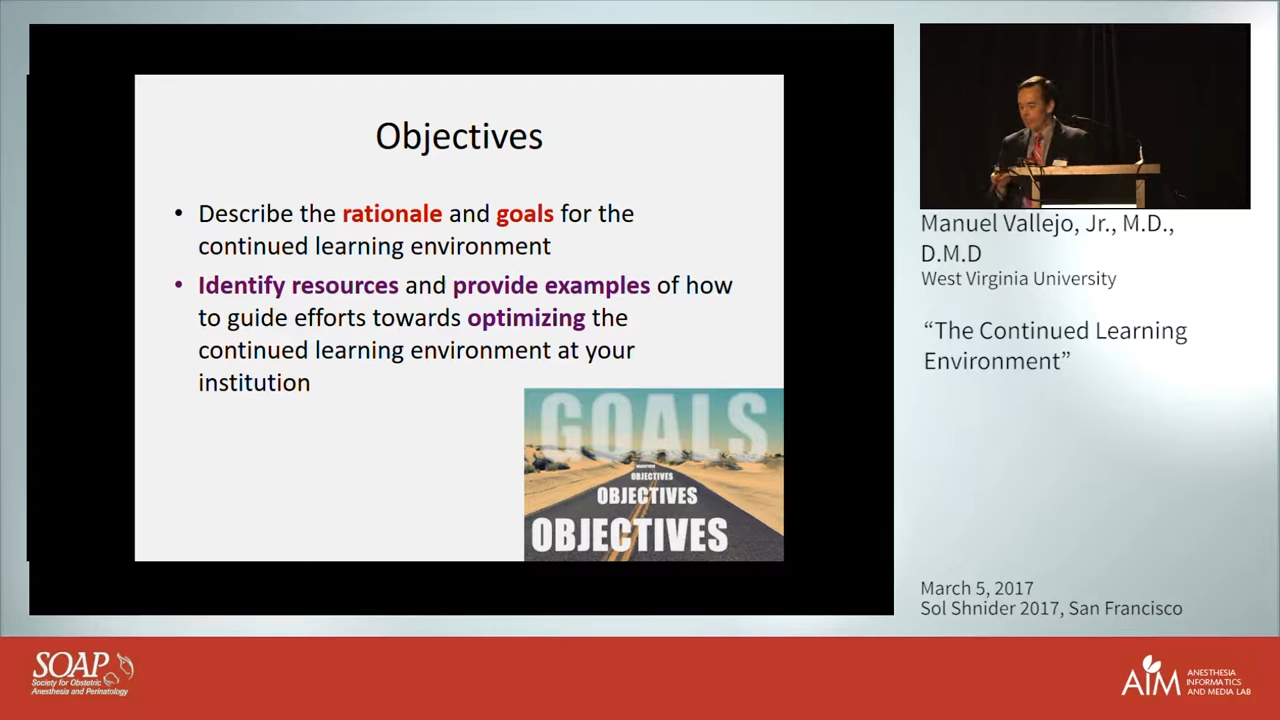 Objectives
• Describe the rationale and goals for the
continued learning environment
• Identify resources and provide examples of how
to guide efforts towards optimizing the
continued learning environment at your
institution
GOALS
OBJECTIVES
OBJECTIVES
OBJECTIVES
Manuel Vallejo, Jr., M.D.,
D.M.D
West Virginia University
“The Continued Learning
Environment”
March 5, 2017
Sol Shnider 2017, San Francisco
SOAP
Society for Obstetric
Anesthesia and Perinatology
AIM
ANESTHESIA
INFORMATICS
AND MEDIA LAB